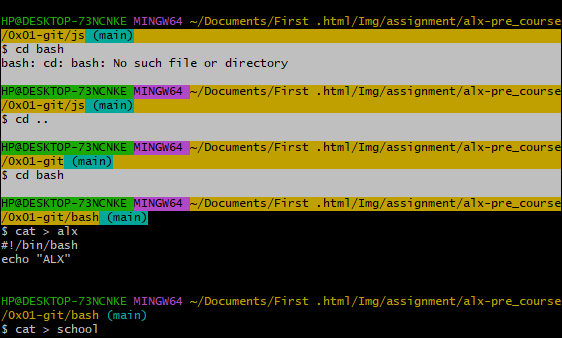 HP@DESKTOP-73NCNKE MINGW64 ~/Documents/First .html/Img/assignment/alx-pre_course
/0x01-git/js (main)
$ cd bash
bash: cd: bash: No such file or directory
HP@DESKTOP-73NCNKE MINGW64 ~/Documents/First .html/Img/assignment/alx-pre_course
/0x01-git/js (main)
$ cd ..
HP@DESKTOP-73NCNKE MINGW64 ~/Documents/First .html/Img/assignment/alx-pre_course
/0x01-git (main)
$ cd bash
HP@DESKTOP-73NCNKE MINGW64 ~/Documents/First .html/Img/assignment/alx-pre_course
/0x01-git/bash (main)
$ cat > alx
#!/bin/bash
echo "ALX"
HP@DESKTOP-73NCNKE MINGW64 ~/Documents/First .html/Img/assignment/alx-pre_course
/0x01-git/bash (main)
$ cat > school